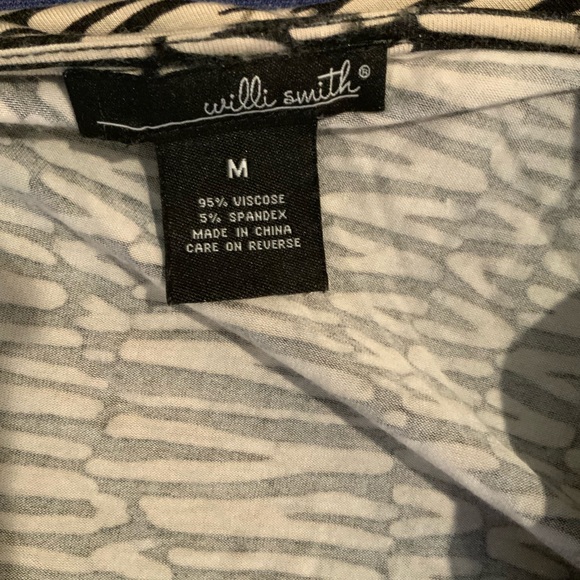 willi smith®
M
95% VISCOSE
5% SPANDEX
MADE IN CHINA
CARE ON REVERSE